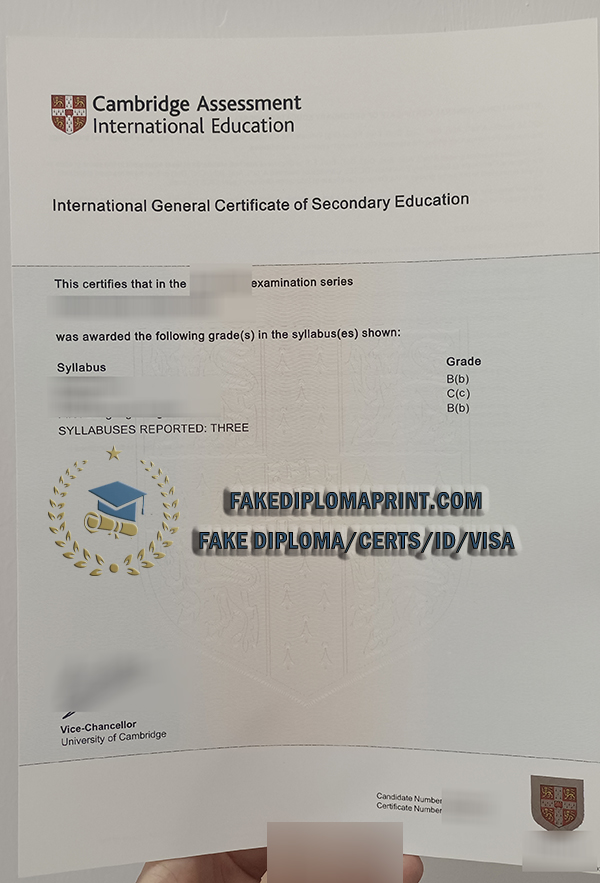 Cambridge Assessment
International Education
International General Certificate of Secondary Education
This certifies that in the examination series
was awarded the following grade(s) in the syllabus(es) shown:
Syllabus Grade
B(b)
C(c)
B(b)
SYLLABUSES REPORTED: THREE
FAKEDIPLOMAPRINT.COM
FAKE DIPLOMA/CERTS/ID/VISA
Vice-Chancellor
University of Cambridge
Candidate Number
Certificate Number